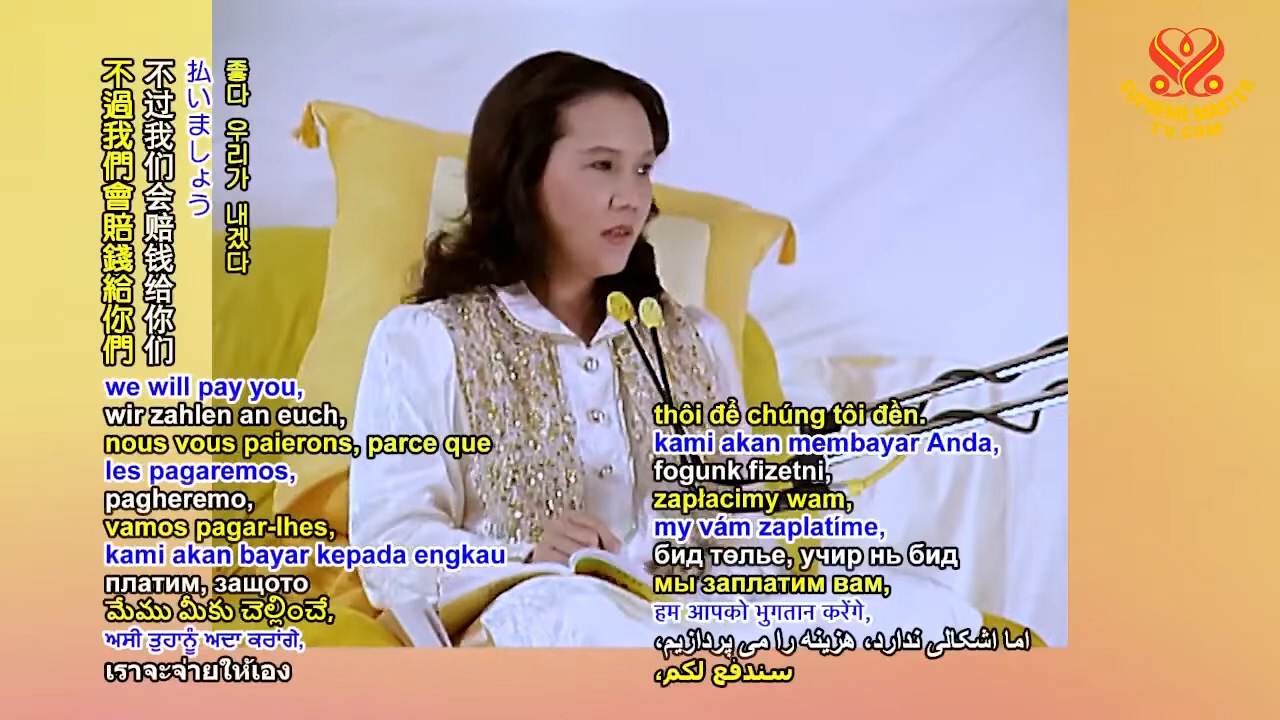 좋다 우리가 내겠다
払いましょう
不过我们会赔钱给你们
不過我們會賠錢給你們
we will pay you,
wir zahlen an euch,
nous vous paierons, parce que
les pagaremos,
pagheremo,
vamos pagar-lhes,
kami akan bayar kepada engkau
платим, защото
మేము మీకు చెల్లించే,
ਅਸੀ ਤੁਹਾਨੂੰ ਅਦਾ ਕਰਾਂਗੇ,
เราจะจ่ายให้เอง
thôi để chúng tôi đền.
kami akan membayar Anda,
fogunk fizetni,
zapłacimy wam,
my vám zaplatíme,
бид төлье, учир нь бид
мы заплатим вам,
हम आपको भुगतान करेंगे,
اما اشکالی ندارد، هزینه را می پردازیم،
سندفع لكم،
SUPREME MASTER
TV.COM